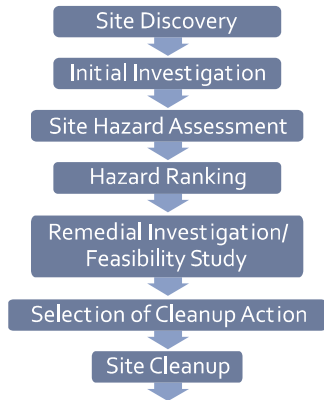 Site Discovery
Initial Investigation
Site Hazard Assessment
Hazard Ranking
Remedial Investigation/
Feasibility Study
Selection of Cleanup Action
Site Cleanup